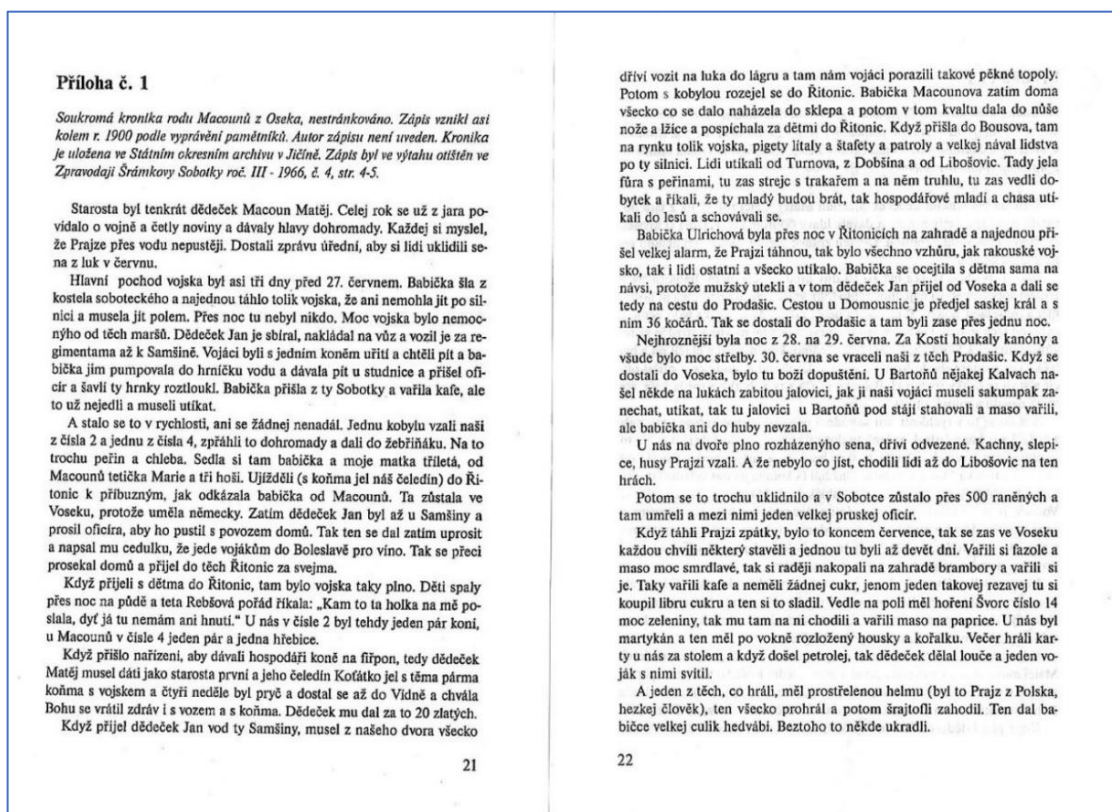 Příloha č. 1
Soukromá kronika rodu Macounů z Oseka, nestránkováno. Zápis vznikl asi
kolem r. 1900 podle vyprávění pamětníků. Autor zápisu není uveden. Kronika
je uložena ve Státním okresním archivu v Jičíně. Zápis byl ve výtahu otištěn ve
Zpravodaji Šrámkovy Sobotky roč. III - 1966, č. 4, str. 4-5.
Starosta byl tenkrát dědeček Macoun Matěj. Celej rok se už z jara po-
vídalo o vojně a četly noviny a dávaly hlavy dohromady. Každej si myslel,
že Prajze přes vodu nepustěji. Dostali zprávu úřední, aby si lidi uklidili se-
na z luk v červnu.
Hlavní pochod vojska byl asi tři dny před 27. červnem. Babička šla z
kostela soboteckého a najednou táhlo tolik vojska, že ani nemohla jít po sil-
nici a musela jít polem. Přes noc tu nebyl nikdo. Moc vojska bylo nemoc-
nýho od těch maršů. Dědeček Jan je sbíral, nakládal na vůz a vozil je za re-
gimentama až k Samšině. Vojáci byli s jedním koněm uřití a chtěli pít a ba-
bička jim pumpovala do hrníčku vodu a dávala pít u studnice a přišel ofi-
cír a šavlí ty hrnky roztloukl. Babička přišla z ty Sobotky a vařila kafe, ale
to už nejedli a museli utíkat.
A stalo se to v rychlosti, ani se žádnej nenadál. Jednu kobylu vzali naši
z čísla 2 a jednu z čísla 4, zpřáhli to dohromady a dali do žebřiňáku. Na to
trochu peřin a chleba. Sedla si tam babička a moje matka tříletá, od
Macounů tetička Marie a tři hoši. Ujížděli (s koňma jel náš čeledín) do Ři-
tonic k příbuzným, jak odkázala babička od Macounů. Ta zůstala ve
Voseku, protože uměla německy. Zatím dědeček Jan byl až u Samšiny a
prosil oficíra, aby ho pustil s povozem domů. Tak ten se dal zatím uprosit
a napsal mu cedulku, že jede vojákům do Boleslavě pro víno. Tak se přeci
prosekal domů a přijel do těch Řitonic za svejma.
Když přijeli s dětma do Řitonic, tam bylo vojska taky plno. Děti spaly
přes noc na půdě a teta Rebšová pořád říkala: „Kam to ta holka na mě po-
slala, dyť já tu nemám ani hnutí." U nás v čísle 2 byl tehdy jeden pár koní,
u Macounů v čísle 4 jeden pár a jedna hřebice.
Když přišlo nařízení, aby dávali hospodáři koně na fiřpon, tedy dědeček
Matěj musel dáti jako starosta první a jeho čeledín Koťátko jel s těma párma
koňma s vojskem a čtyři neděle byl pryč a dostal se až do Vídně a chvála
Bohu se vrátil zdráv i s vozem a s koňma. Dědeček mu dal za to 20 zlatých.
Když přijel dědeček Jan vod ty Samšiny, musel z našeho dvora všecko
21
dříví vozit na luka do lágru a tam nám vojáci porazili takové pěkné topoly.
Potom s kobylou rozejel se do Řitonic. Babička Macounova zatím doma
všecko co se dalo naházela do sklepa a potom v tom kvaltu dala do nůše
nože a lžíce a pospíchala za dětmi do Řitonic. Když přišla do Bousova, tam
na rynku tolik vojska, pigety lítaly a štafety a patroly a velkej nával lidstva
po ty silnici. Lidi utíkali od Turnova, z Dobšína a od Libošovic. Tady jela
fůra s peřinami, tu zas strejc s trakařem a na něm truhlu, tu zas vedli do-
bytek a říkali, že ty mladý budou brát, tak hospodářove mladí a chasa utí-
kali do lesů a schovávali se.
Babička Ulrichová byla přes noc v Řitonicích na zahradě a najednou při-
šel velkej alarm, že Prajzi táhnou, tak bylo všechno vzhůru, jak rakouské voj-
sko, tak i lidi ostatní a všecko utíkalo. Babička se ocejtila s dětma sama na
návsi, protože mužský utekli a v tom dědeček Jan přijel od Voseka a dali se
tedy na cestu do Prodašic. Cestou u Domousnic je předjel saskej král a s
ním 36 kočárů. Tak se dostali do Prodašic a tam byli zase přes jednu noc.
Nejhroznější byla noc z 28. na 29. června. Za Kosti houkaly kanóny a
všude bylo moc střelby. 30. června se vraceli naši z těch Prodašic. Když se
dostali do Voseka, bylo tu boží dopuštění. U Bartoňů nějakej Kalvach na-
šel někde na lukách zabitou jalovici, jak ji naši vojáci museli sakumpak za-
nechat, utíkat, tak tu jalovici u Bartoňů pod stájí stahovali a maso vařili,
ale babička ani do huby nevzala.
U nás na dvoře plno rozházenýho sena, dříví odvezené. Kachny, slepi-
ce, husy Prajzi vzali. A že nebylo co jíst, chodili lidi až do Libošovic na ten
hrách.
Potom se to trochu uklidnilo a v Sobotce zůstalo přes 500 raněných a
tam umřeli a mezi nimi jeden velkej pruskej oficír.
Když táhli Prajzi zpátky, bylo to koncem července, tak se zas ve Voseku
každou chvíli některý stavěli a jednou tu byli až devět dní. Vařili si fazole a
maso moc smrdlavé, tak si raději nakopali na zahradě brambory a vařili si
je. Taky vařili kafe a neměli žádnej cukr, jenom jeden takovej rezavej tu si
koupil libru cukru a ten si to sladil. Vedle na poli měl hoření Švorc číslo 14
moc zeleniny, tak mu tam na ni chodili a vařili maso na paprice. U nás byl
martykán a ten měl po vokně rozložený housky a kořalku. Večer hráli kar-
ty u nás za stolem a když došel petrolej, tak dědeček dělal louče a jeden vo-
ják s nimi svítil.
A jeden z těch, co hráli, měl prostřelenou helmu (byl to Prajz z Polska,
hezkej člověk), ten všecko prohrál a potom šrajtofli zahodil. Ten dal ba-
bičce velkej culik hedvábí. Beztoho to někde ukradli.
22